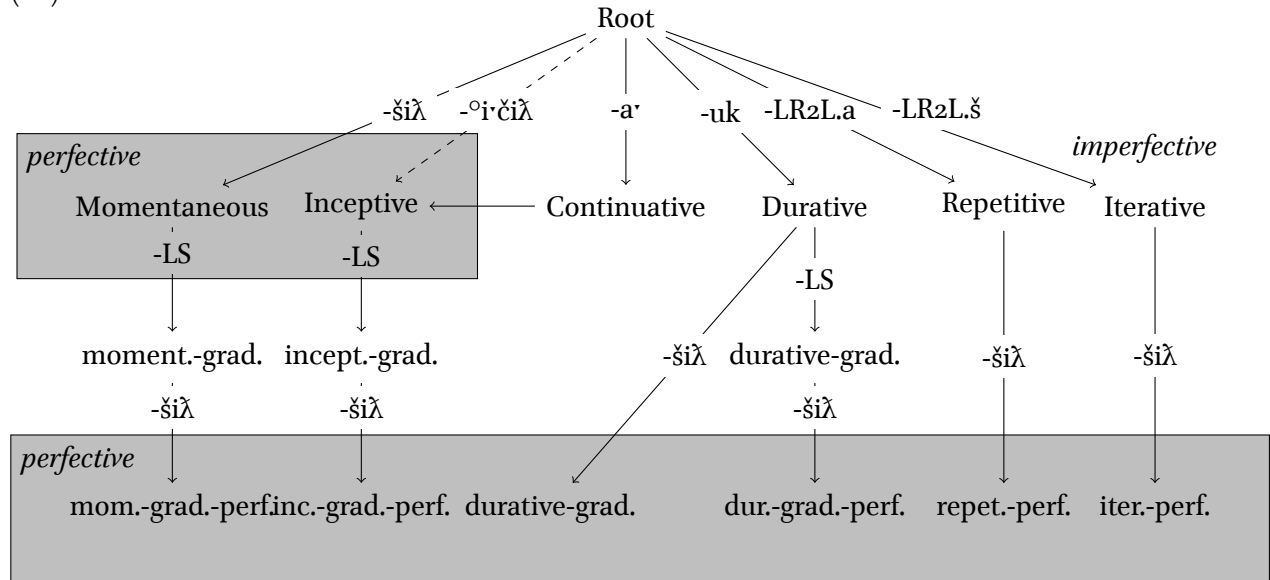 Root
-šiƛ -°iˑčiƛ -aˑ -uk -LR2L.a -LR2L.š
perfective imperfective
Momentaneous Inceptive Continuative Durative Repetitive Iterative
-LS -LS
-LS
moment.-grad. incept.-grad. -šiƛ durative-grad. -šiƛ -šiƛ
-šiƛ -šiƛ -šiƛ
perfective
mom.-grad.-perf. inc.-grad.-perf. durative-grad. dur.-grad.-perf. repet.-perf. iter.-perf.